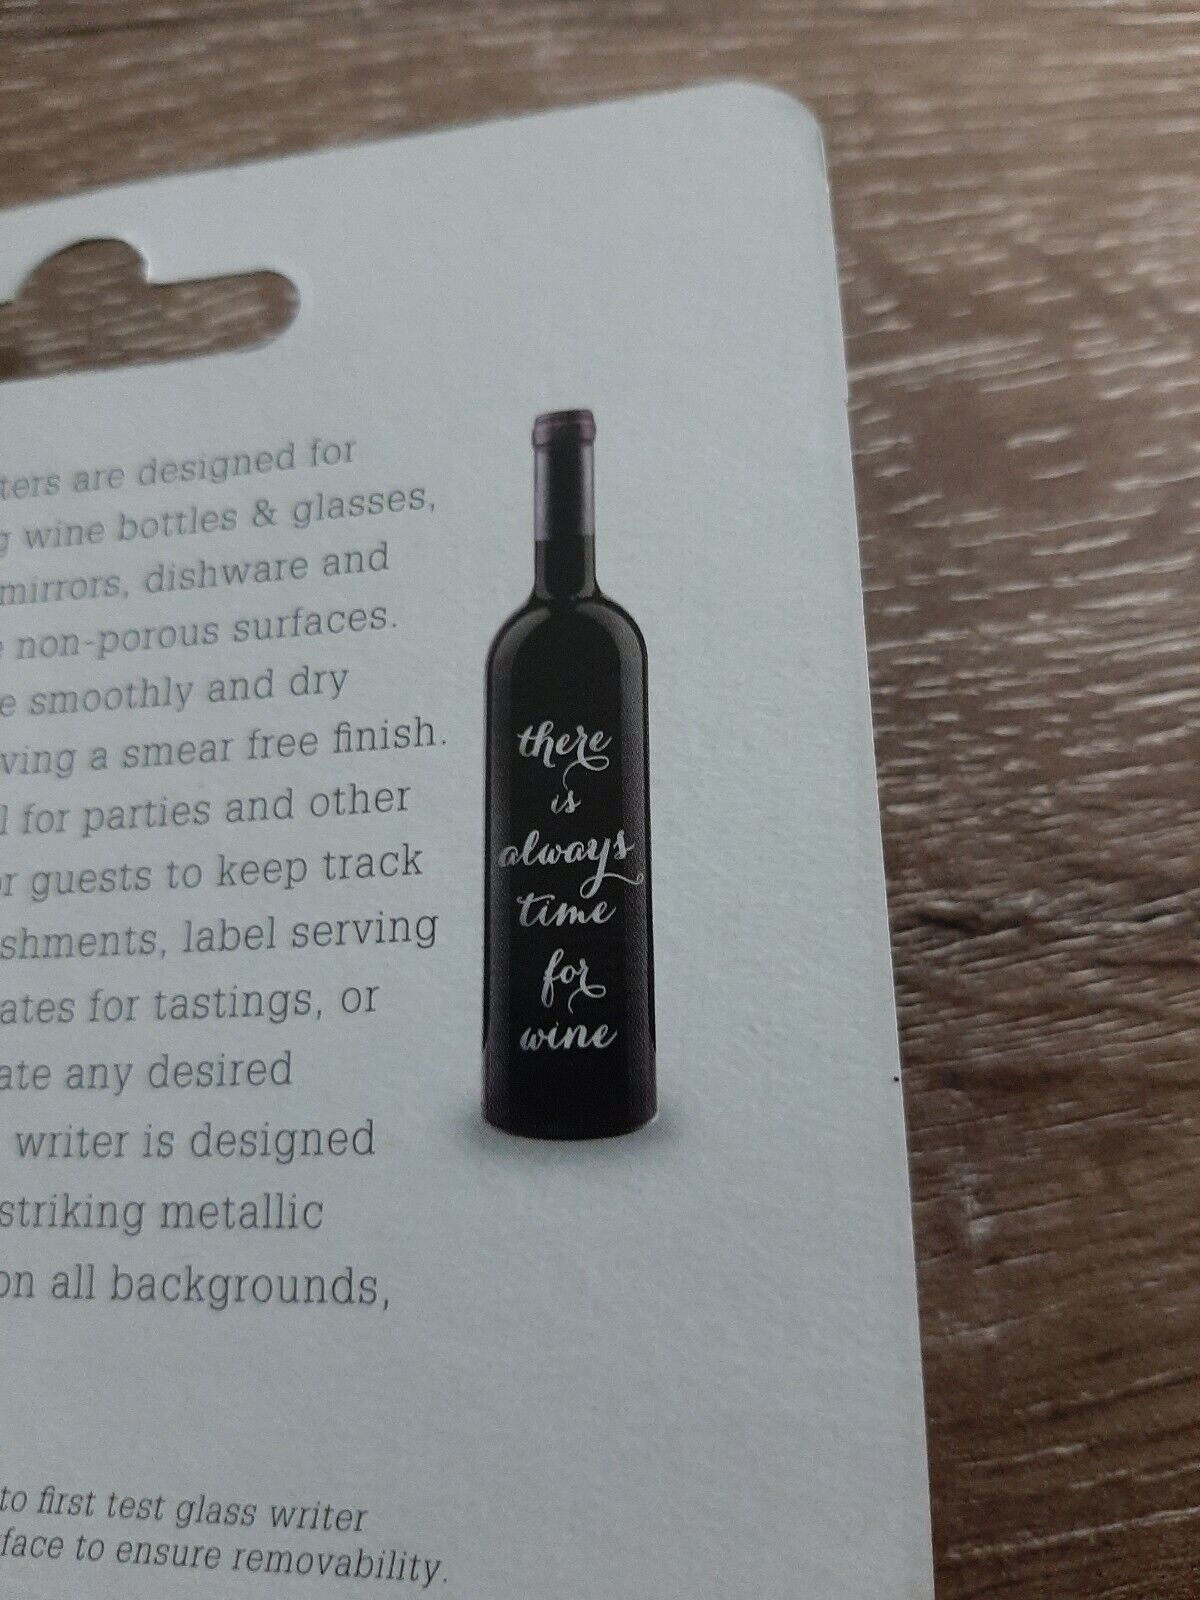 ters are designed for
g wine bottles & glasses,
mirrors, dishware and
e non-porous surfaces.
e smoothly and dry
ving a smear free finish.
l for parties and other
or guests to keep track
shments, label serving
ates for tastings, or
ate any desired
writer is designed
striking metallic
on all backgrounds,
to first test glass writer
face to ensure removability.
there
is
always
time
for
wine